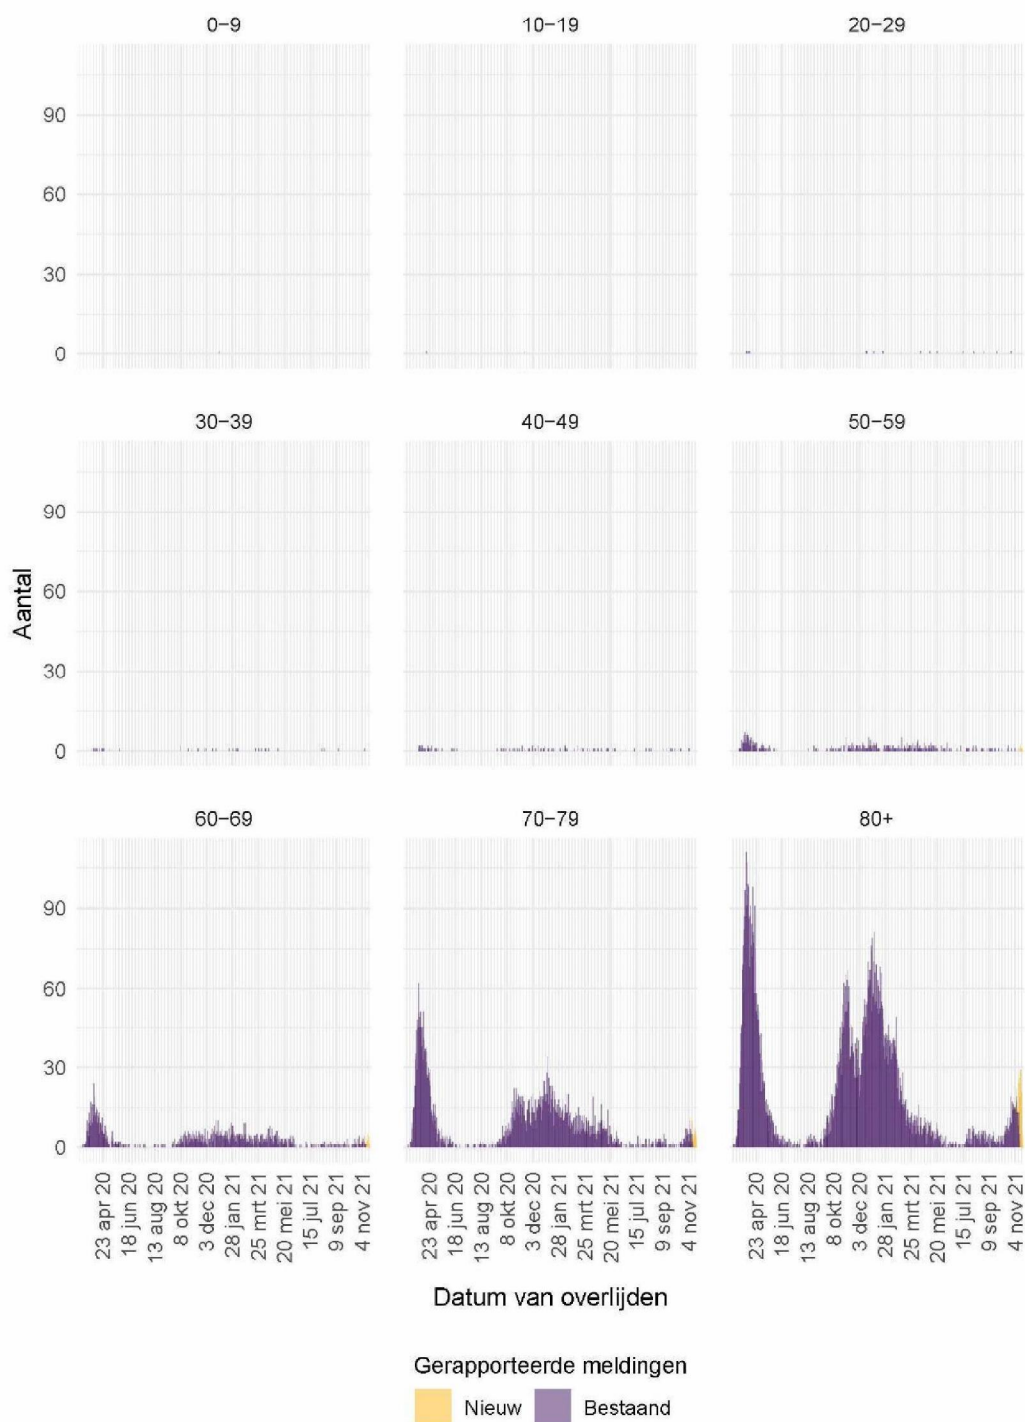 0−9 10−19 20−29
90
60
30
0
30−39 40−49 50−59
90
60
30
0
Aantal
60−69 70−79 80+
90
60
30
0
23 apr 20 18 jun 20 13 aug 20 8 okt 20 3 dec 20 28 jan 21 25 mrt 21 20 mei 21 15 jul 21 9 sep 21 4 nov 21
23 apr 20 18 jun 20 13 aug 20 8 okt 20 3 dec 20 28 jan 21 25 mrt 21 20 mei 21 15 jul 21 9 sep 21 4 nov 21
23 apr 20 18 jun 20 13 aug 20 8 okt 20 3 dec 20 28 jan 21 25 mrt 21 20 mei 21 15 jul 21 9 sep 21 4 nov 21
Datum van overlijden
Gerapporteerde meldingen
Nieuw Bestaand